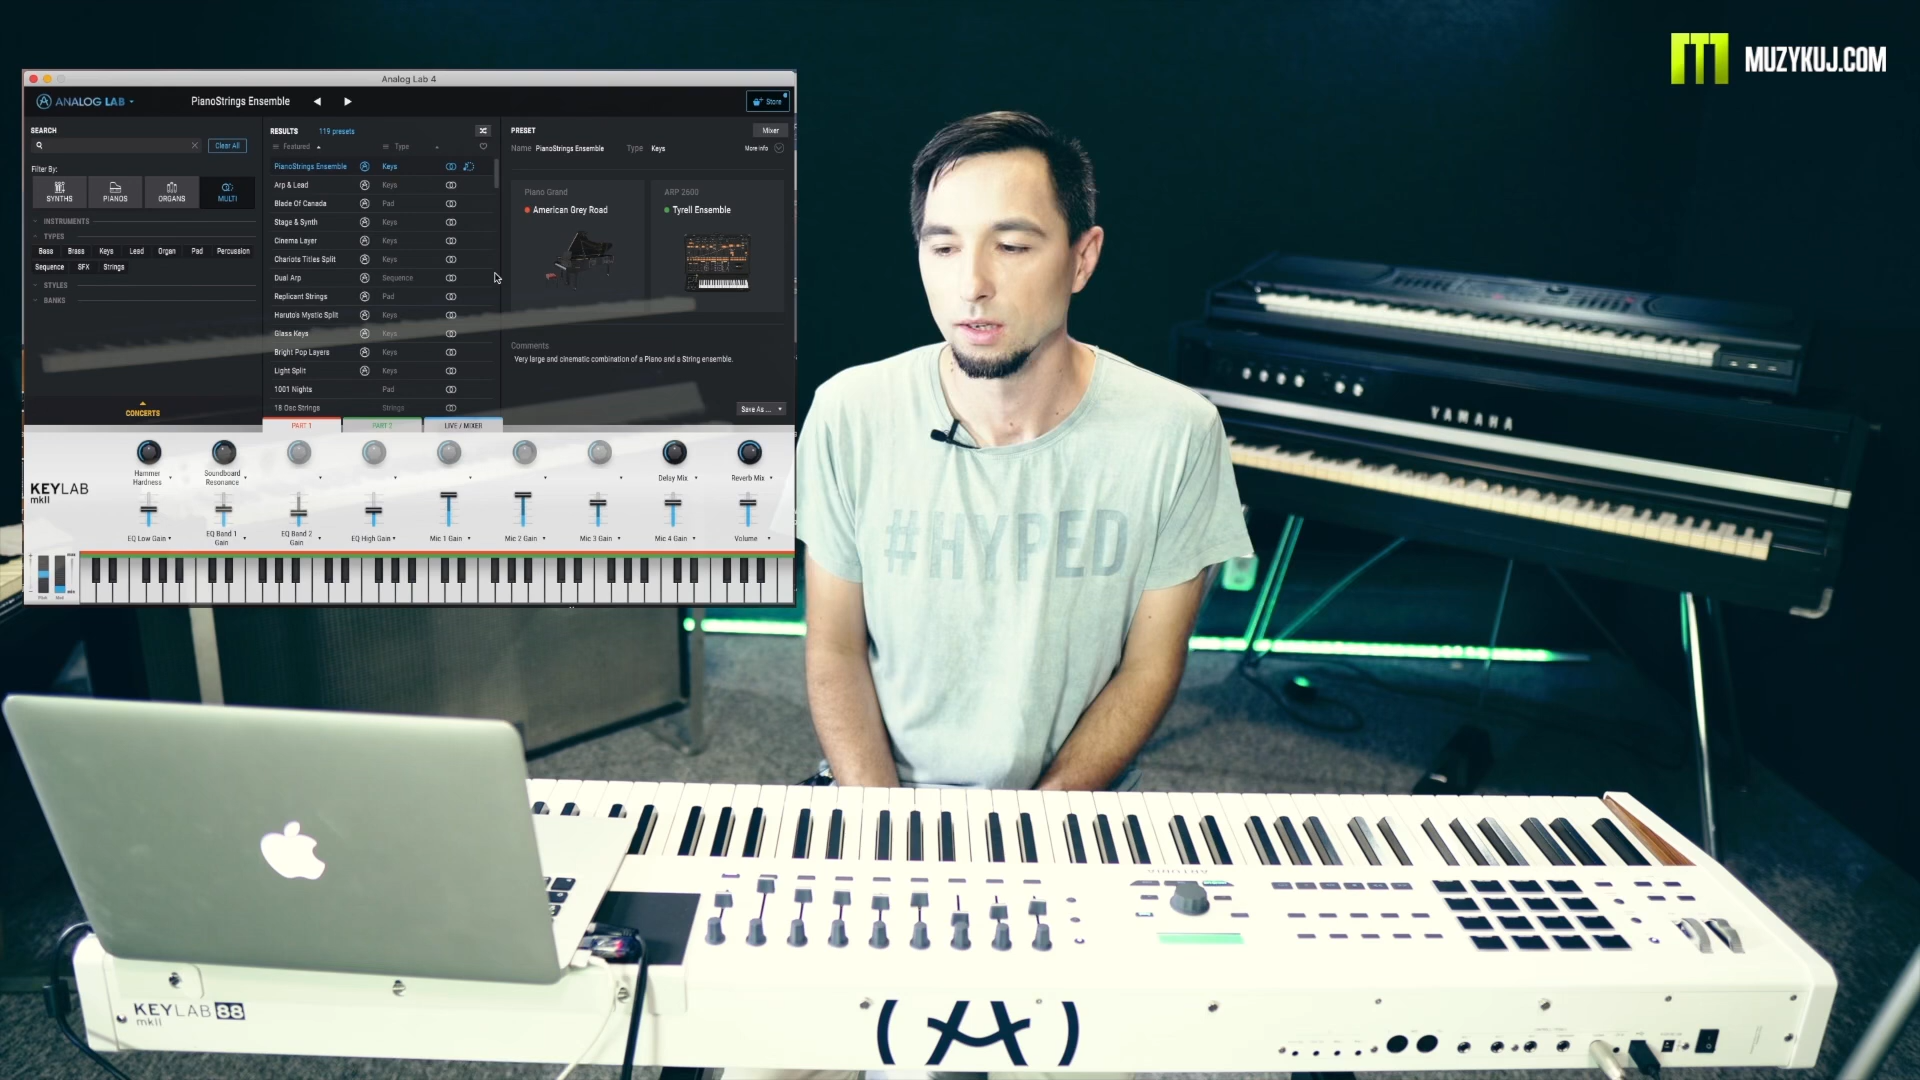 MUZYKUJ.COM
Analog Lab 4
ANALOG LAB
PianoStrings Ensemble
Store
SEARCH
Clear All
Filter By:
SYNTHS PIANOS ORGANS MULTI
INSTRUMENTS
TYPES
Bass Brass Keys Lead Organ Pad Percussion
Sequence SFX Strings
STYLES
BANKS
CONCERTS
RESULTS 119 presets
Featured Type
PianoStrings Ensemble Keys
Arp & Lead Keys
Blade Of Canada Pad
Stage & Synth Keys
Cinema Layer Keys
Chariots Titles Split Keys
Dual Arp Sequence
Replicant Strings Pad
Haruto's Mystic Split Keys
Glass Keys Keys
Bright Pop Layers Keys
Light Split Keys
1001 Nights Pad
18 Osc Strings Strings
PRESET Mixer
Name PianoStrings Ensemble Type Keys More Info
Piano Grand ARP 2600
American Grey Road Tyrell Ensemble
Comments
Very large and cinematic combination of a Piano and a String ensemble.
Save As ...
PART 1 PART 2 LIVE / MIXER
Hammer Hardness Soundboard Resonance Delay Mix Reverb Mix
KEYLAB
mkII
EQ Low Gain EQ Band 1 Gain EQ Band 2 Gain EQ High Gain Mic 1 Gain Mic 2 Gain Mic 3 Gain Mic 4 Gain Volume
YAMAHA
#HYPED
ARTURIA
KEYLAB 88
mkII